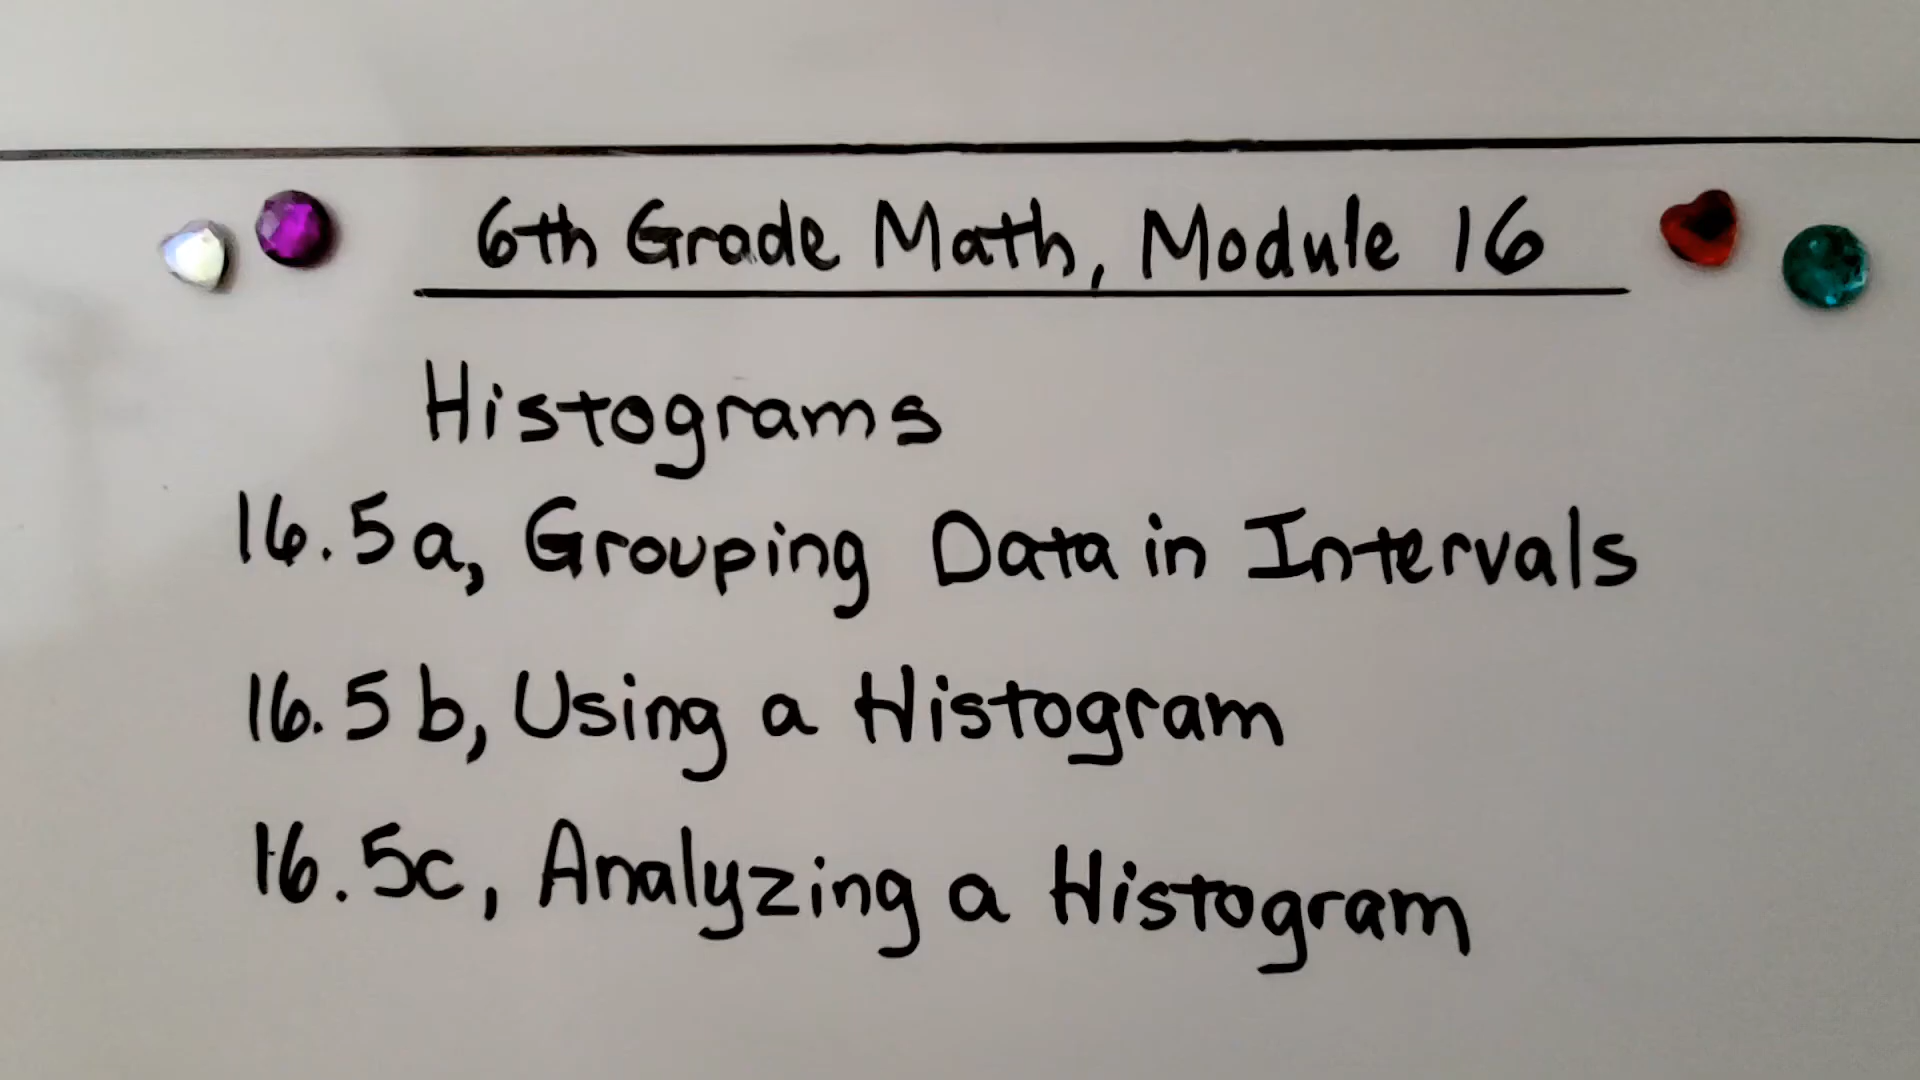 6th Grade Math, Module 16
Histograms
16.5a, Grouping Data in Intervals
16.5b, Using a Histogram
16.5c, Analyzing a Histogram